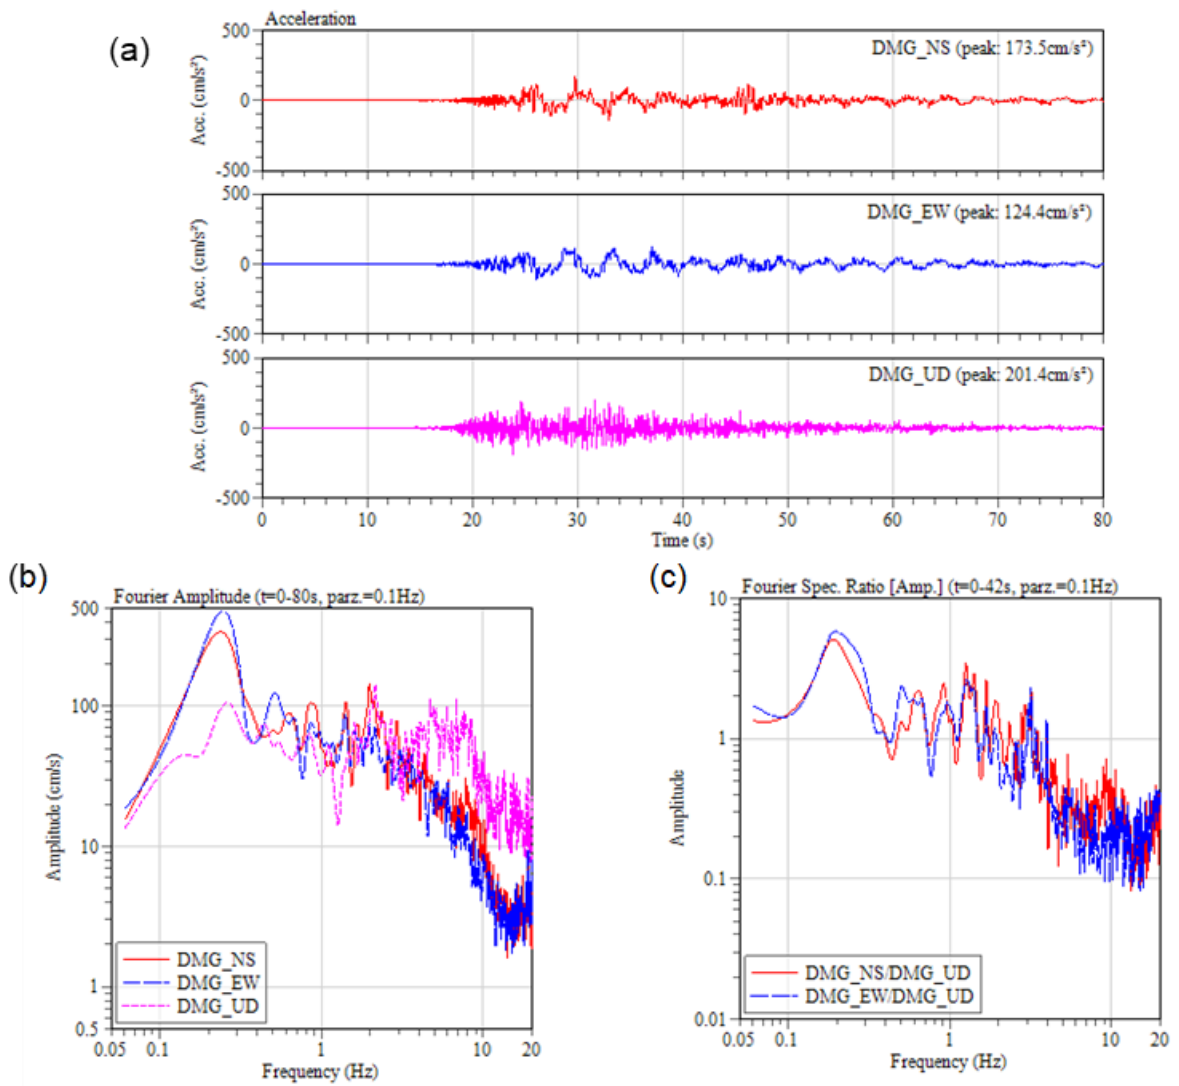 (a)
Acceleration
DMG_NS (peak: 173.5cm/s²)
500
0
-500
Acc. (cm/s²)
DMG_EW (peak: 124.4cm/s²)
500
0
-500
Acc. (cm/s²)
DMG_UD (peak: 201.4cm/s²)
500
0
-500
Acc. (cm/s²)
0 10 20 30 40 50 60 70 80
Time (s)
(b)
Fourier Amplitude (t=0-80s, parz.=0.1Hz)
500
100
10
1
0.5
Amplitude (cm/s)
DMG_NS
DMG_EW
DMG_UD
0.05 0.1 1 10 20
Frequency (Hz)
(c)
Fourier Spec. Ratio [Amp.] (t=0-42s, parz.=0.1Hz)
10
1
0.1
0.01
Amplitude
DMG_NS/DMG_UD
DMG_EW/DMG_UD
0.05 0.1 1 10 20
Frequency (Hz)